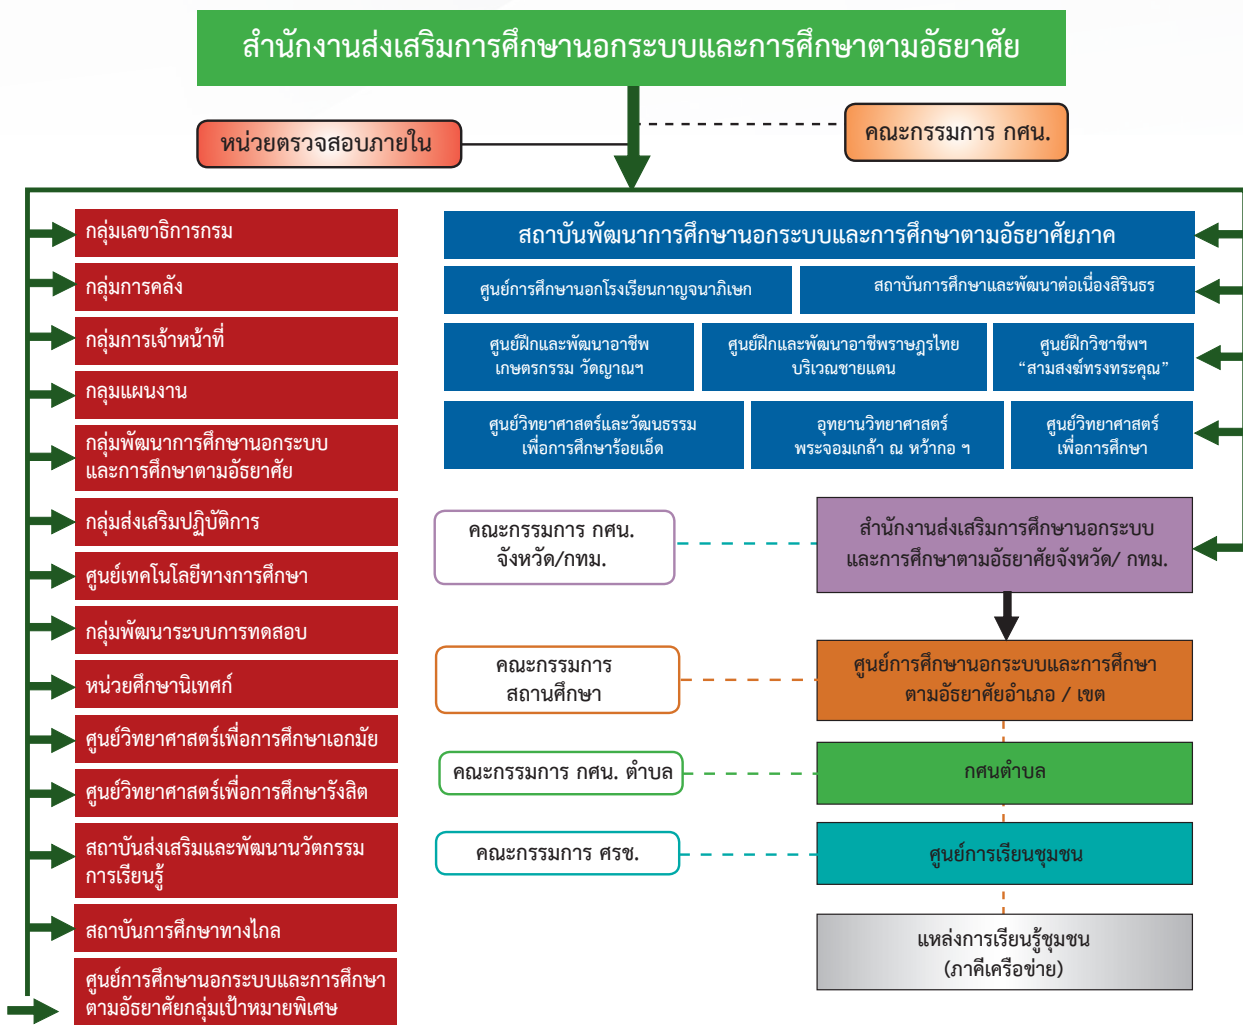 สำนักงานส่งเสริมการศึกษานอกระบบและการศึกษาตามอัธยาศัย
หน่วยตรวจสอบภายใน
คณะกรรมการ กศน.
กลุ่มเลขาธิการกรม
กลุ่มการคลัง
กลุ่มการเจ้าหน้าที่
กลุมแผนงาน
กลุ่มพัฒนาการศึกษานอกระบบ
และการศึกษาตามอัธยาศัย
กลุ่มส่งเสริมปฏิบัติการ
ศูนย์เทคโนโลยีทางการศึกษา
กลุ่มพัฒนาระบบการทดสอบ
หน่วยศึกษานิเทศก์
ศูนย์วิทยาศาสตร์เพื่อการศึกษาเอกมัย
ศูนย์วิทยาศาสตร์เพื่อการศึกษารังสิต
สถาบันส่งเสริมและพัฒนานวัตกรรม
การเรียนรู้
สถาบันการศึกษาทางไกล
ศูนย์การศึกษานอกระบบและการศึกษา
ตามอัธยาศัยกลุ่มเป้าหมายพิเศษ
สถาบันพัฒนาการศึกษานอกระบบและการศึกษาตามอัธยาศัยภาค
ศูนย์การศึกษานอกโรงเรียนกาญจนาภิเษก
สถาบันการศึกษาและพัฒนาต่อเนื่องสิรินธร
ศูนย์ฝึกและพัฒนาอาชีพ
เกษตรกรรม วัดญาณฯ
ศูนย์ฝึกและพัฒนาอาชีพราษฎรไทย
บริเวณชายแดน
ศูนย์ฝึกวิชาชีพฯ
“สามสงฆ์ทรงทระคุณ”
ศูนย์วิทยาศาสตร์และวัฒนธรรม
เพื่อการศึกษาร้อยเอ็ด
อุทยานวิทยาศาสตร์
พระจอมเกล้า ณ หว้ากอ ฯ
ศูนย์วิทยาศาสตร์
เพื่อการศึกษา
คณะกรรมการ กศน.
จังหวัด/กทม.
สำนักงานส่งเสริมการศึกษานอกระบบ
และการศึกษาตามอัธยาศัยจังหวัด/ กทม.
คณะกรรมการ
สถานศึกษา
ศูนย์การศึกษานอกระบบและการศึกษา
ตามอัธยาศัยอำเภอ / เขต
คณะกรรมการ กศน. ตำบล
กศนตำบล
คณะกรรมการ ศรช.
ศูนย์การเรียนชุมชน
แหล่งการเรียนรู้ชุมชน
(ภาคีเครือข่าย)